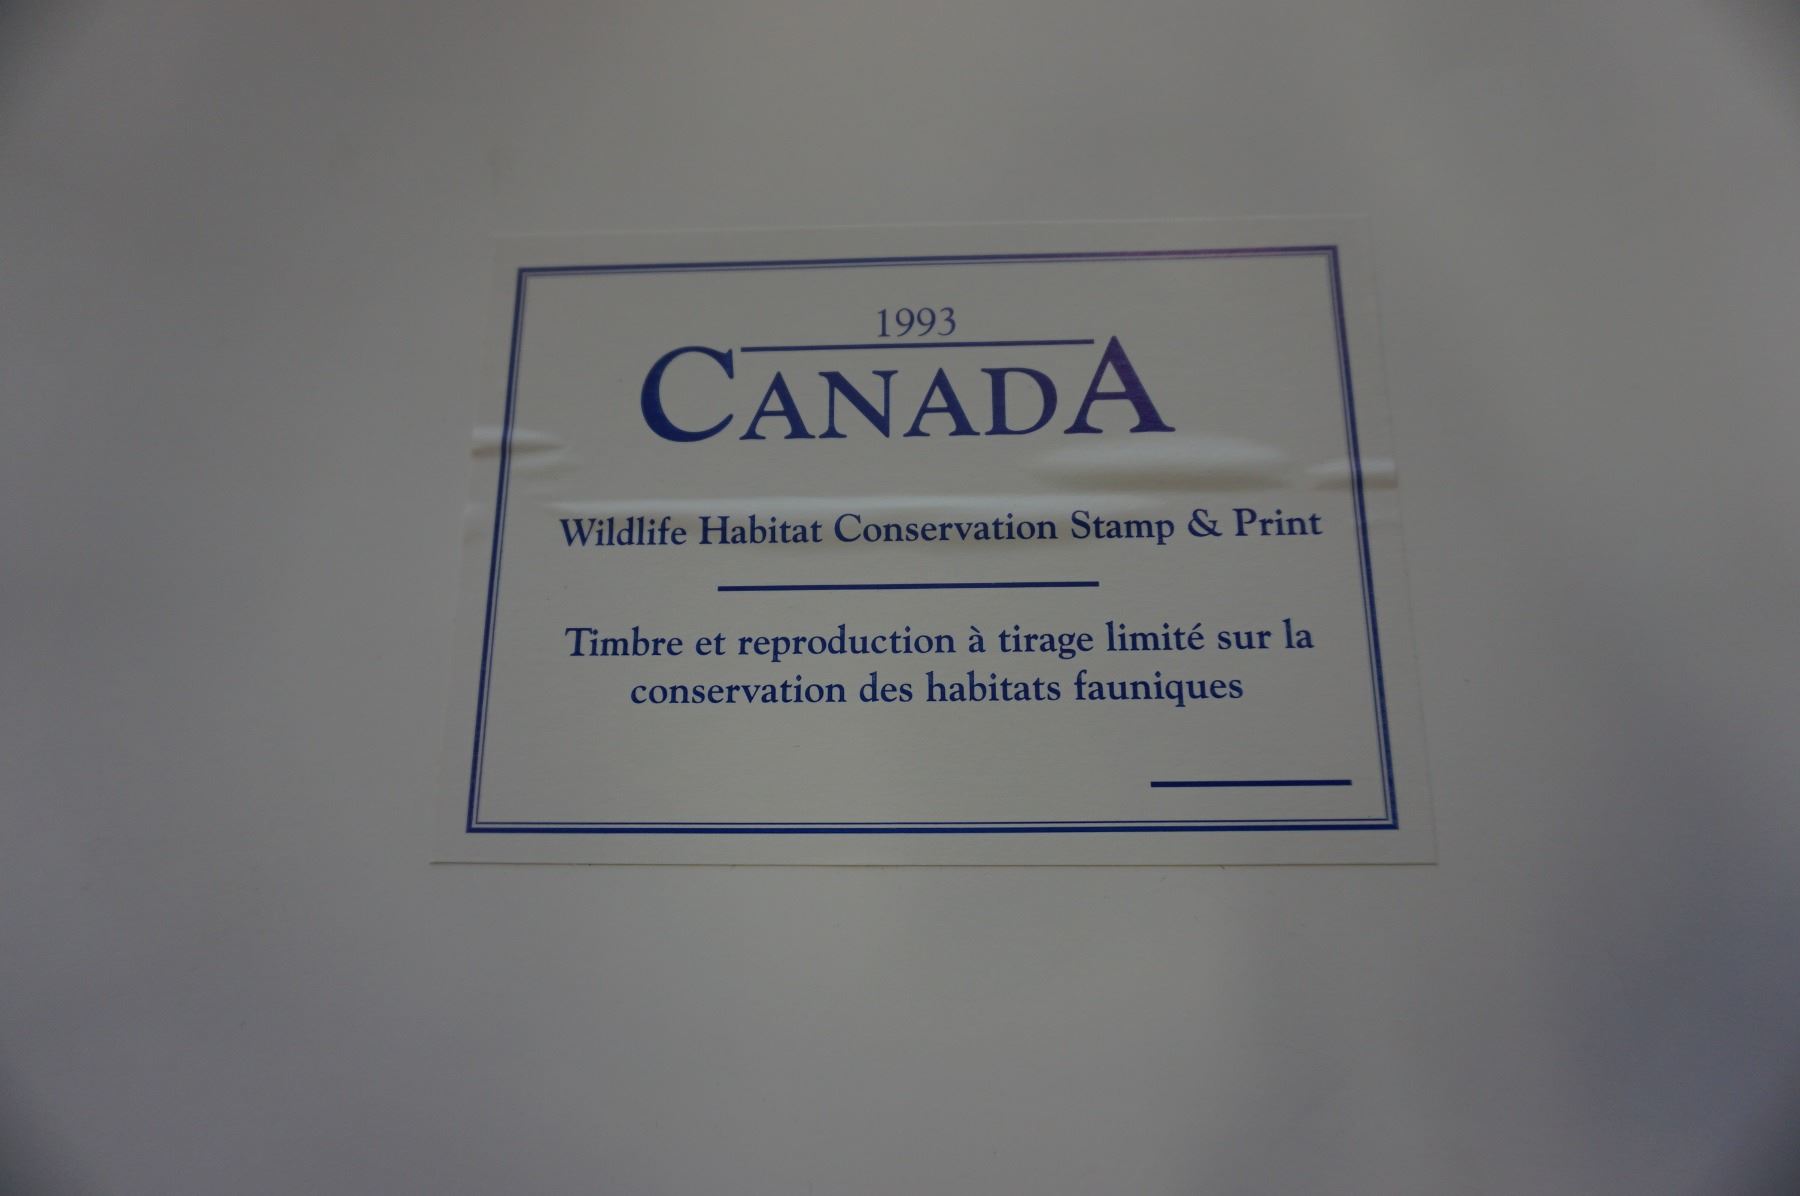 1993
CANADA
Wildlife Habitat Conservation Stamp & Print
Timbre et reproduction à tirage limité sur la
conservation des habitats fauniques